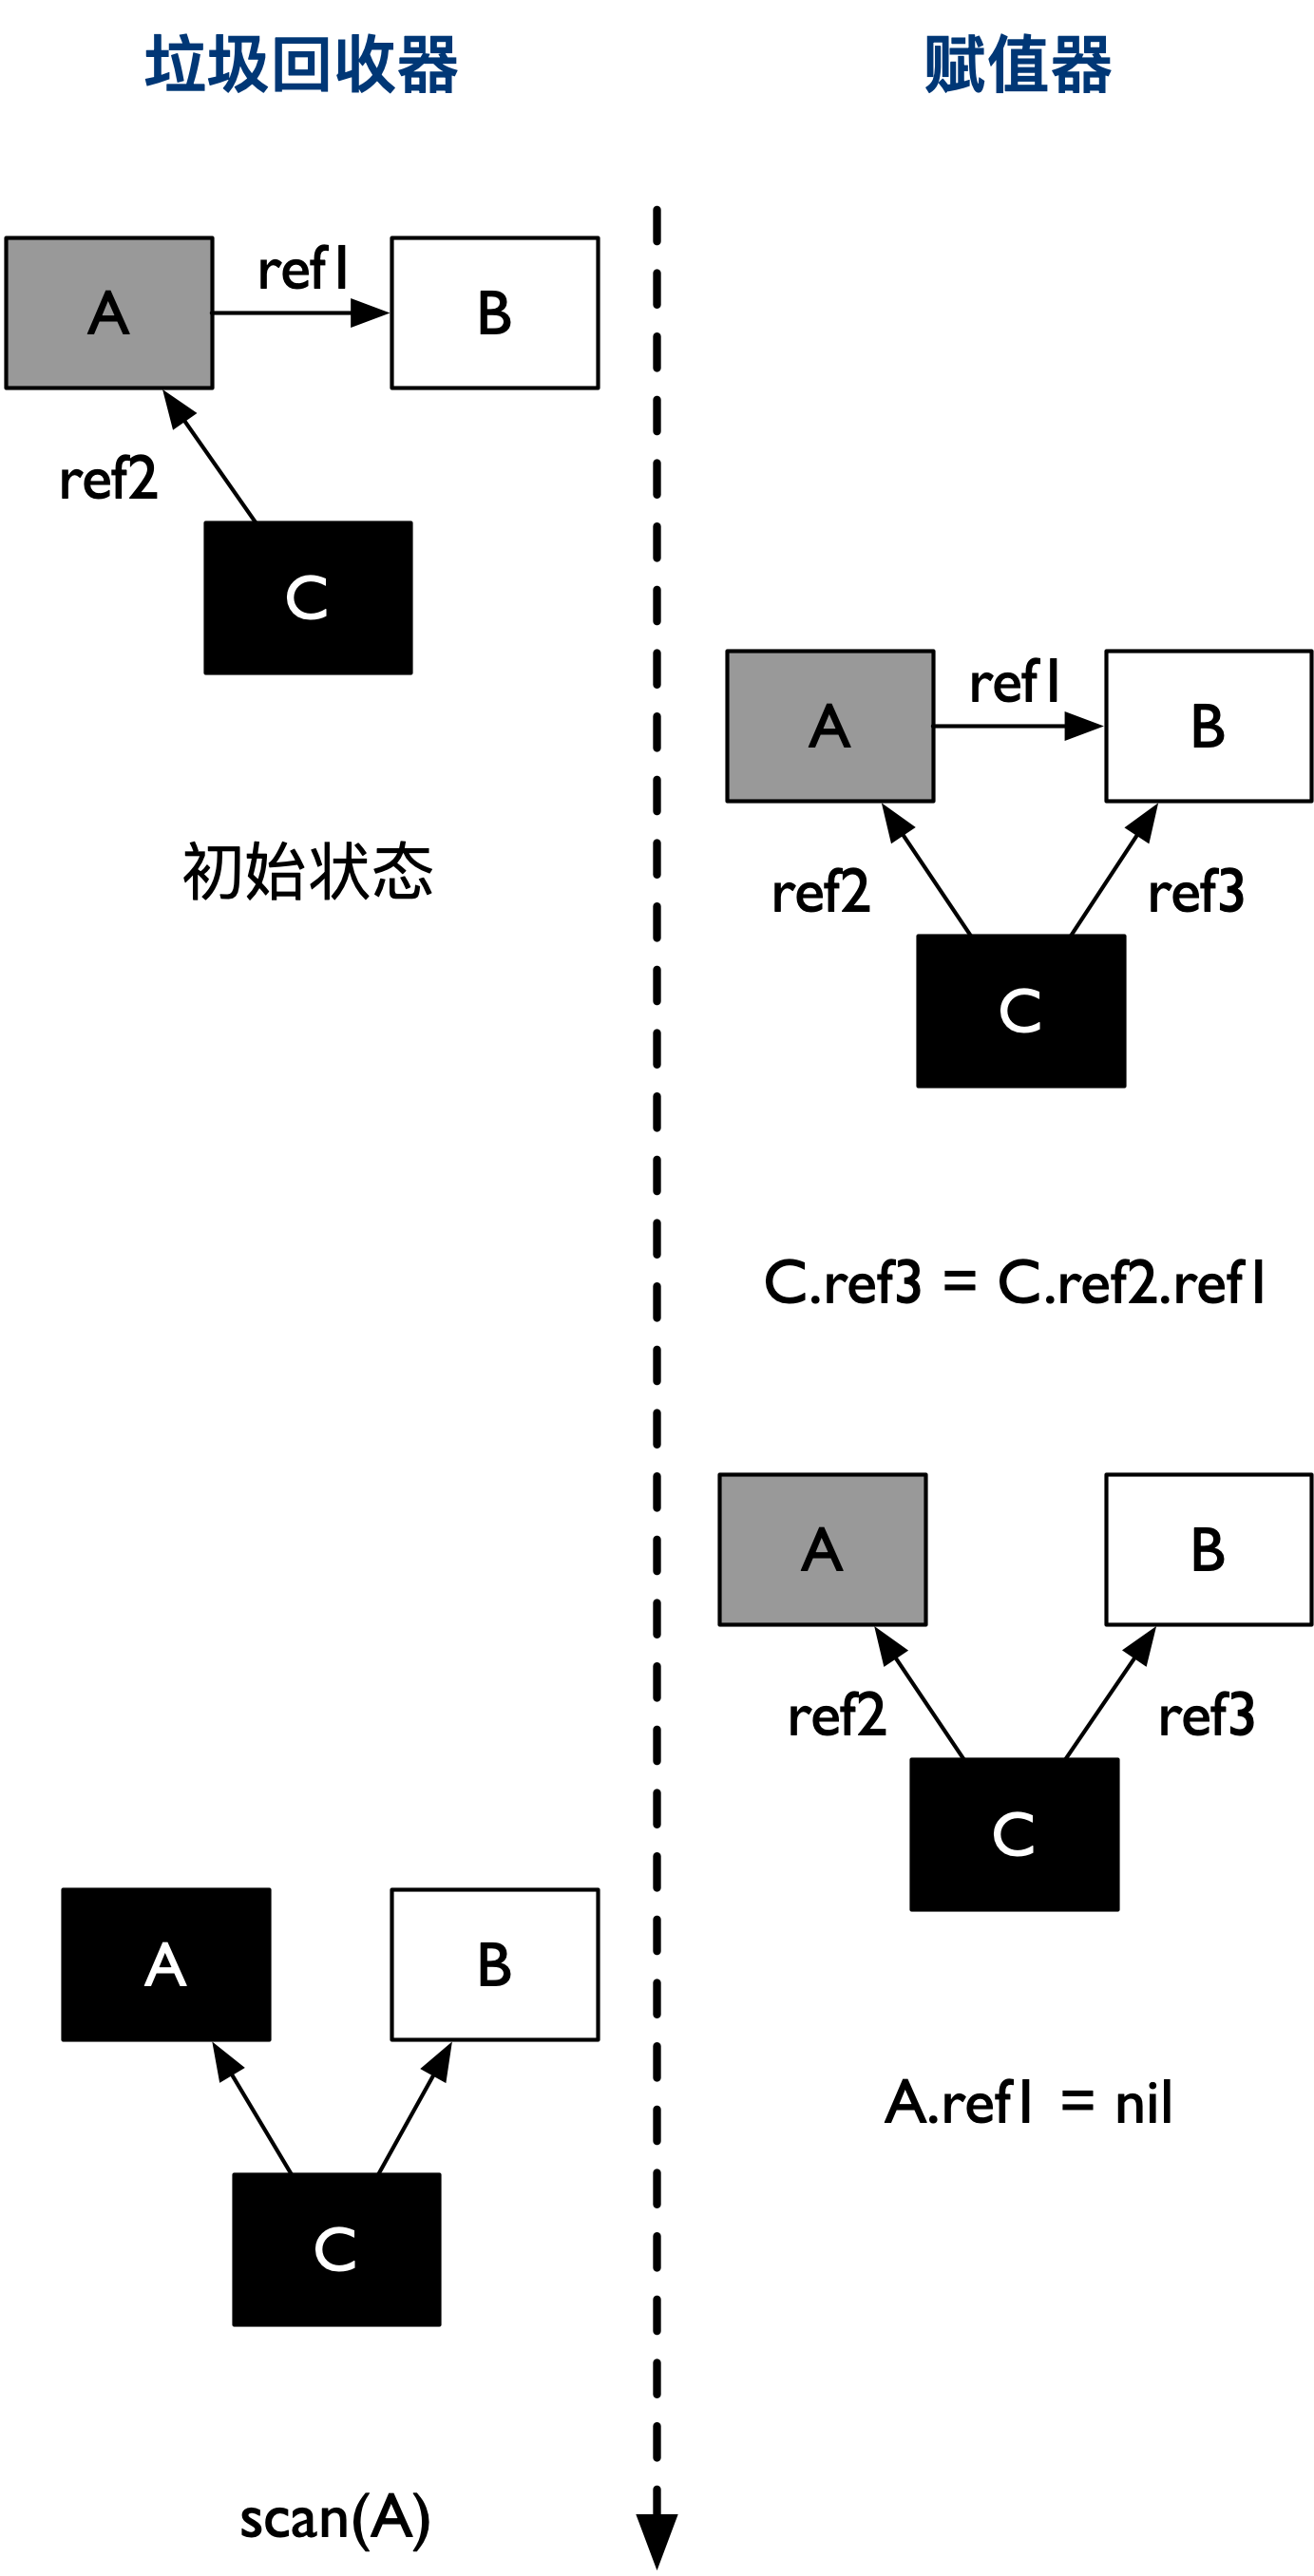 垃圾回收器
赋值器
ref1
A
B
ref2
C
初始状态
ref1
A
B
ref2
ref3
C
C.ref3 = C.ref2.ref1
A
B
ref2
ref3
C
A.ref1 = nil
A
B
C
scan(A)